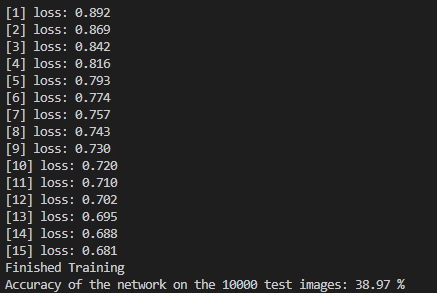 [1] loss: 0.892
[2] loss: 0.869
[3] loss: 0.842
[4] loss: 0.816
[5] loss: 0.793
[6] loss: 0.774
[7] loss: 0.757
[8] loss: 0.743
[9] loss: 0.730
[10] loss: 0.720
[11] loss: 0.710
[12] loss: 0.702
[13] loss: 0.695
[14] loss: 0.688
[15] loss: 0.681
Finished Training
Accuracy of the network on the 10000 test images: 38.97 %